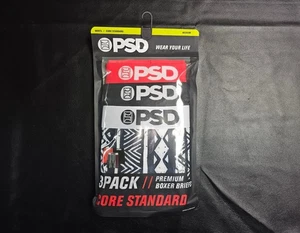 PSD
WEAR YOUR LIFE
PSD
PSD
PSD
3PACK // PREMIUM
BOXER BRIEFS
CORE STANDARD